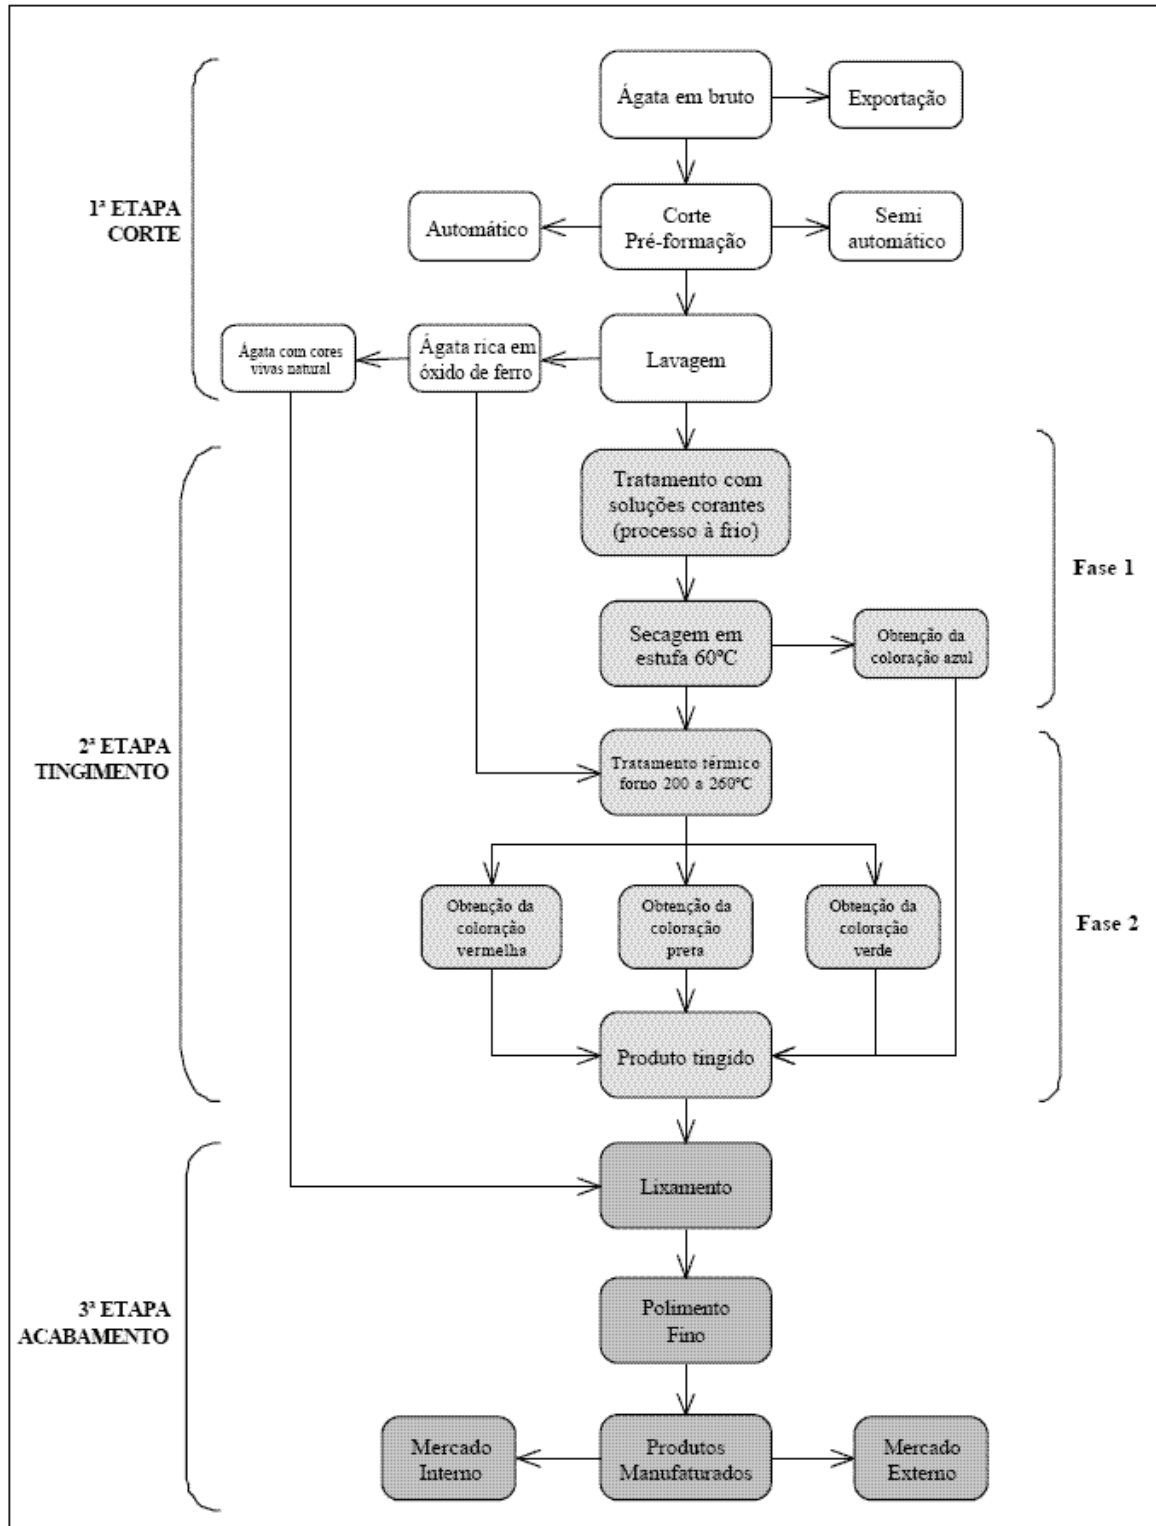 Ágata em bruto
Exportação
1ª ETAPA
CORTE
Automático
Corte
Pré-formação
Semi
automático
Ágata com cores
vivas natural
Ágata rica em
óxido de ferro
Lavagem
Tratamento com
soluções corantes
(processo à frio)
Fase 1
Secagem em
estufa 60ºC
Obtenção da
coloração azul
2ª ETAPA
TINGIMENTO
Tratamento térmico
forno 200 a 260ºC
Obtenção da
coloração
vermelha
Obtenção da
coloração
preta
Obtenção da
coloração
verde
Fase 2
Produto tingido
Lixamento
3ª ETAPA
ACABAMENTO
Polimento
Fino
Mercado
Interno
Produtos
Manufaturados
Mercado
Externo